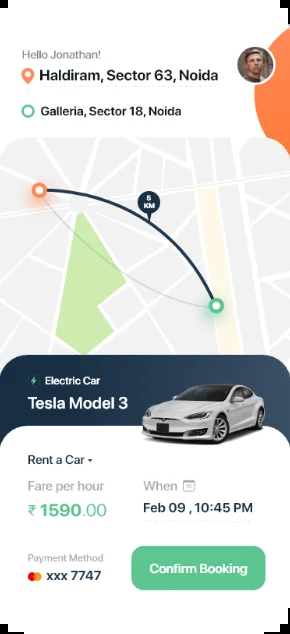 Hello Jonathan!
Haldiram, Sector 63, Noida
Galleria, Sector 18, Noida
5
KM
Electric Car
Tesla Model 3
Rent a Car
Fare per hour
When
₹ 1590.00
Feb 09 , 10:45 PM
Payment Method
xxx 7747
Confirm Booking